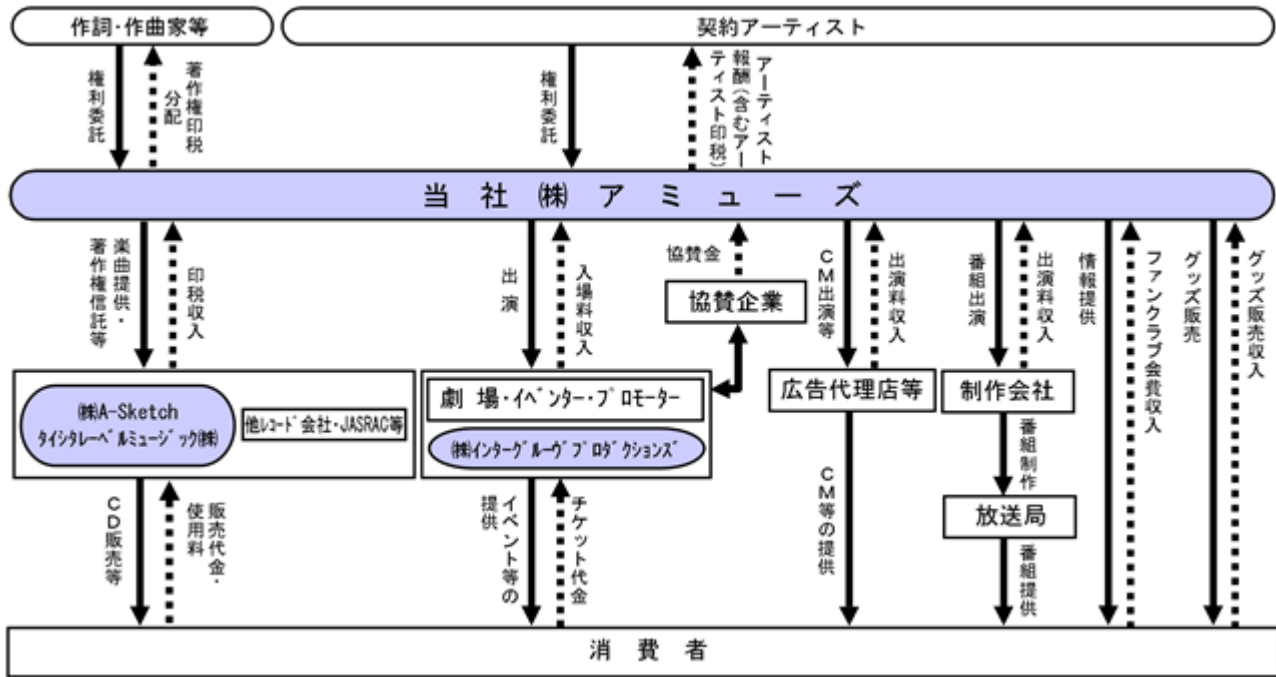 作詞・作曲家等
契約アーティスト
権利委託
著作権印税
分配
権利委託
アーティスト
報酬（含むアー
ティスト印税）
当社㈱アミューズ
楽曲提供・
著作権信託等
印税収入
出演
入場料収入
協賛金
協賛企業
CM出演等
出演料収入
番組出演
出演料収入
情報提供
ファンクラブ会費収入
グッズ販売
グッズ販売収入
㈱A-Sketch
タイシタレーベルミュージック㈱
他レコード会社・JASRAC等
劇場・イベンター・プロモーター
㈱インターグルーヴプロダクションズ
広告代理店等
制作会社
番組制作
放送局
CD販売等
販売代金・
使用料
イベント等の
提供
チケット代金
CM等の提供
番組提供
消費者